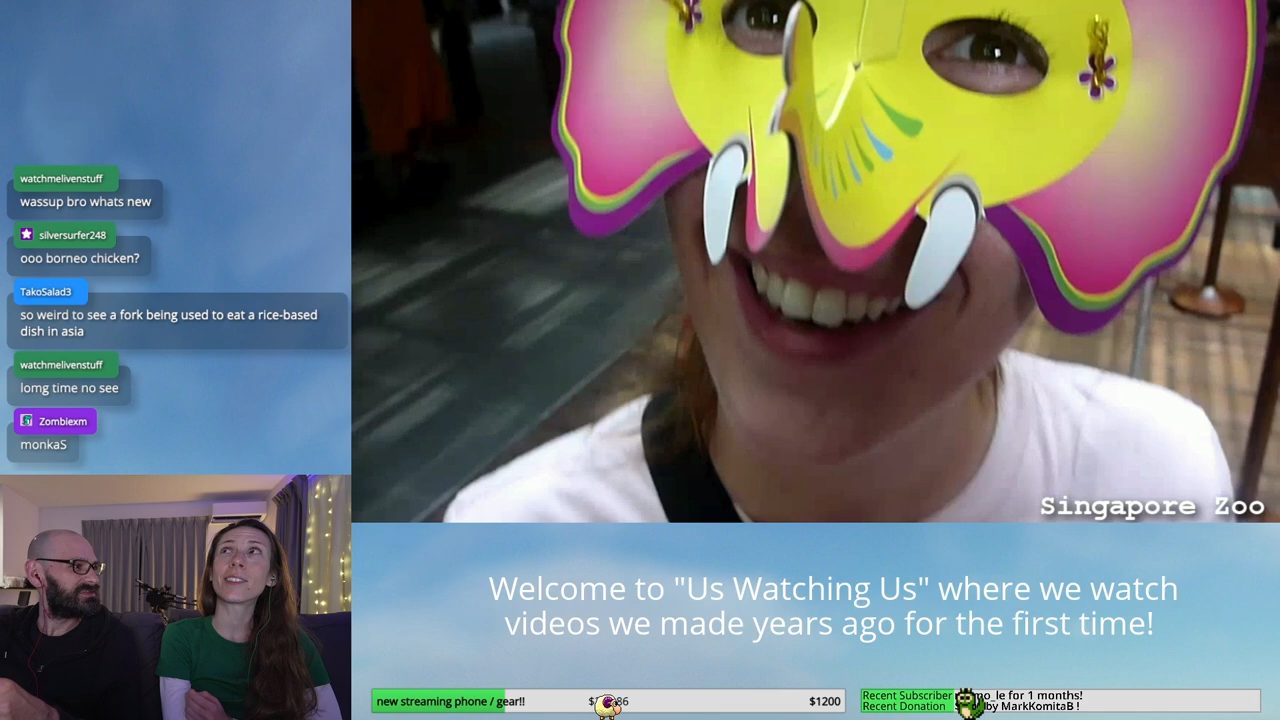 watchmelivenstuff
wassup bro whats new
silversurfer248
ooo borneo chicken?
TakoSalad3
so weird to see a fork being used to eat a rice-based
dish in asia
watchmelivenstuff
lomg time no see
Zombiexm
monkaS
Singapore Zoo
Welcome to "Us Watching Us" where we watch
videos we made years ago for the first time!
new streaming phone / gear!!
$1200
Recent Subscriber for 1 months!
Recent Donation by MarkKomitaB !